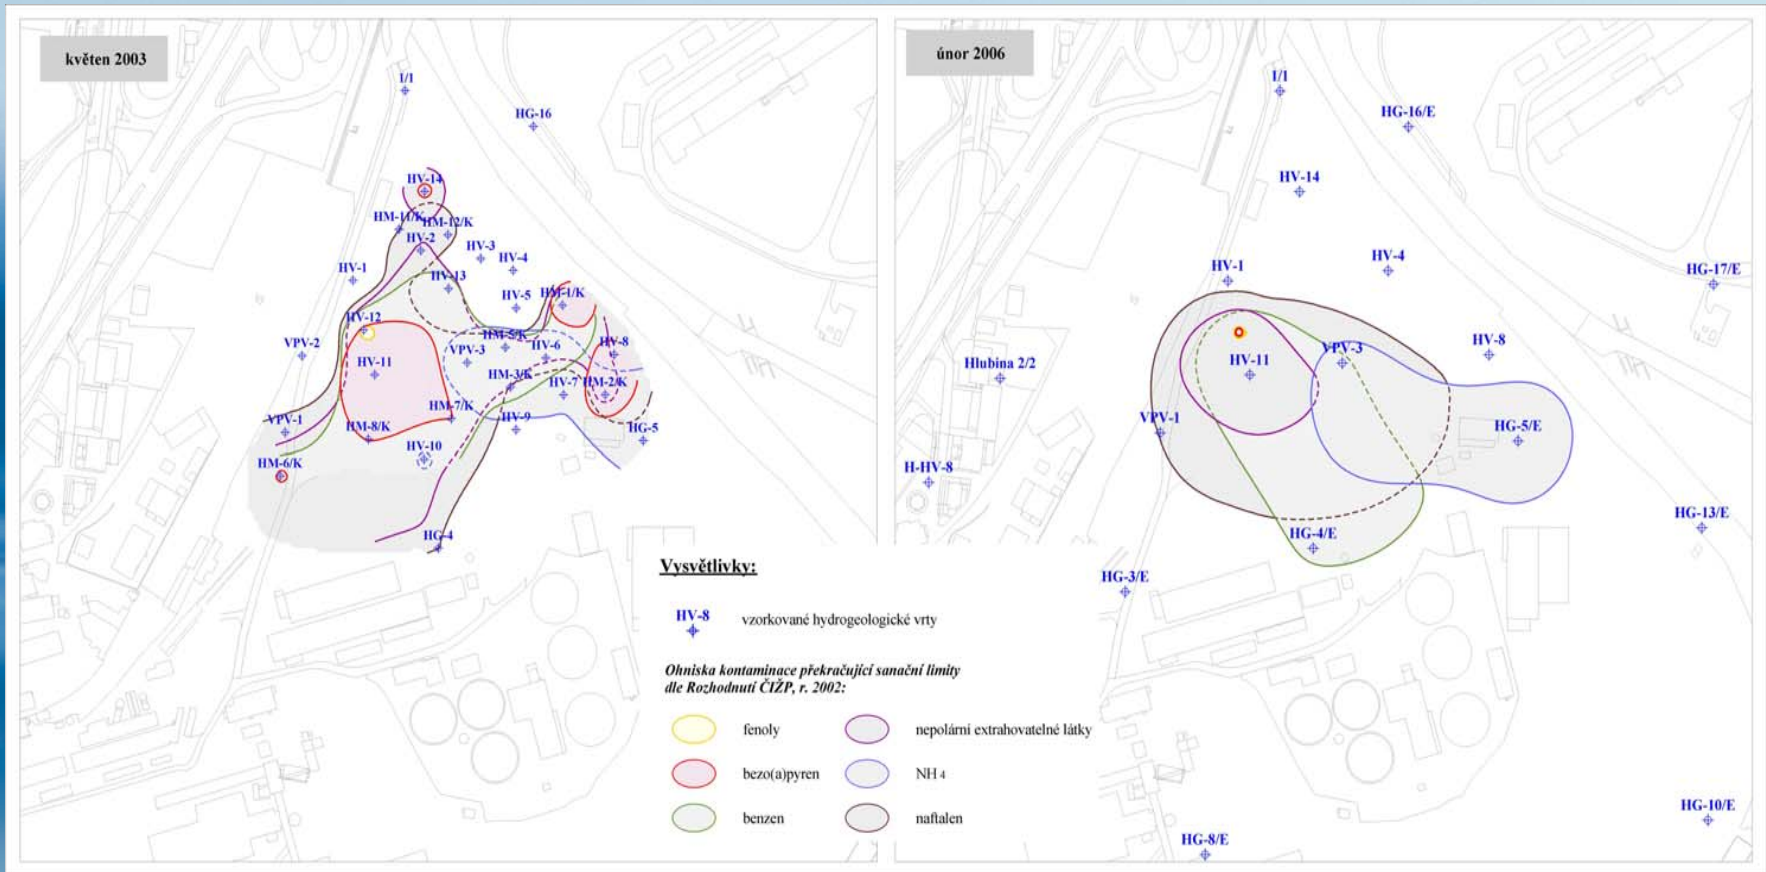 květen 2003
I/1
HG-16
HV-14
HM-11/K
HM-12/K
HV-2
HV-3
HV-4
HV-1
HV-13
HV-5
HM-1/K
HV-12
VPV-2
HM-5/K
HV-6
HV-8
VPV-3
HV-11
HM-3/K
HV-7
HM-2/K
HM-7/K
VPV-1
HM-8/K
HV-9
HG-5
HV-10
HM-6/K
HG-4
únor 2006
I/1
HG-16/E
HV-14
HV-4
HV-1
HG-17/E
HV-8
VPV-3
Hlubina 2/2
HV-11
VPV-1
HG-5/E
H-HV-8
HG-13/E
HG-4/E
HG-3/E
HG-10/E
HG-8/E
Vysvětlivky:
HV-8
vzorkované hydrogeologické vrty
Ohniska kontaminace překračující sanační limity
dle Rozhodnutí ČIŽP, r. 2002:
fenoly
nepolární extrahovatelné látky
bezo(a)pyren
NH 4
benzen
naftalen